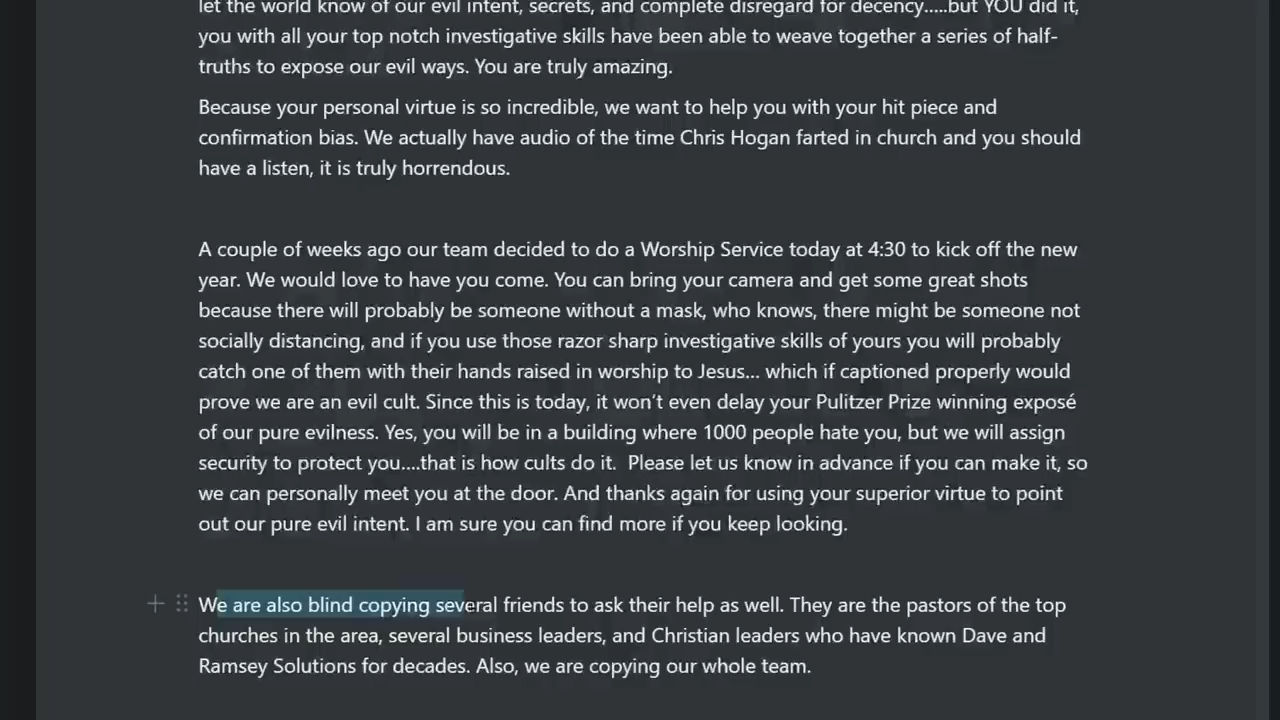 let the world know of our evil intent, secrets, and complete disregard for decency.....but YOU did it,
you with all your top notch investigative skills have been able to weave together a series of half-
truths to expose our evil ways. You are truly amazing.
Because your personal virtue is so incredible, we want to help you with your hit piece and
confirmation bias. We actually have audio of the time Chris Hogan farted in church and you should
have a listen, it is truly horrendous.
A couple of weeks ago our team decided to do a Worship Service today at 4:30 to kick off the new
year. We would love to have you come. You can bring your camera and get some great shots
because there will probably be someone without a mask, who knows, there might be someone not
socially distancing, and if you use those razor sharp investigative skills of yours you will probably
catch one of them with their hands raised in worship to Jesus... which if captioned properly would
prove we are an evil cult. Since this is today, it won't even delay your Pulitzer Prize winning exposé
of our pure evilness. Yes, you will be in a building where 1000 people hate you, but we will assign
security to protect you....that is how cults do it.  Please let us know in advance if you can make it, so
we can personally meet you at the door. And thanks again for using your superior virtue to point
out our pure evil intent. I am sure you can find more if you keep looking.
We are also blind copying several friends to ask their help as well. They are the pastors of the top
churches in the area, several business leaders, and Christian leaders who have known Dave and
Ramsey Solutions for decades. Also, we are copying our whole team.